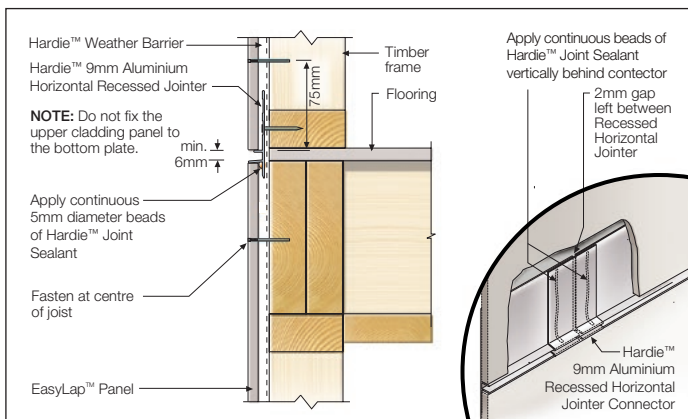 Hardie™ Weather Barrier
Hardie™ 9mm Aluminium
Horizontal Recessed Jointer
NOTE: Do not fix the
upper cladding panel to
the bottom plate.
min.
6mm
Apply continuous
5mm diameter beads
of Hardie™ Joint
Sealant
Fasten at centre
of joist
EasyLap™ Panel
75mm
Timber
frame
Flooring
Apply continuous beads of
Hardie™ Joint Sealant
vertically behind contector
2mm gap
left between
Recessed
Horizontal
Jointer
Hardie™
9mm Aluminium
Recessed Horizontal
Jointer Connector